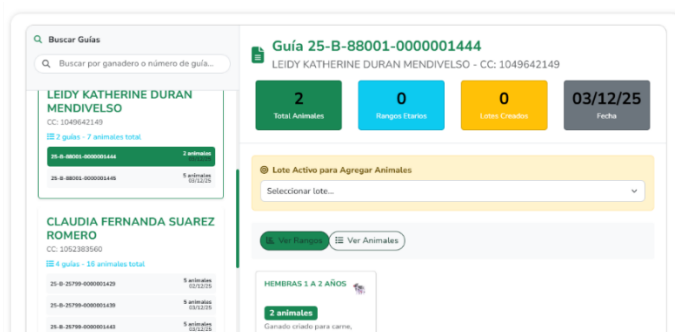 Buscar Guías
Buscar por ganadero o número de guía...
LEIDY KATHERINE DURAN
MENDIVELSO
CC: 1049642149
2 guías - 7 animales total
25-B-88001-0000001444
2 animales
03/12/25
25-B-88001-0000001445
5 animales
03/12/25
CLAUDIA FERNANDA SUAREZ
ROMERO
CC: 1052383560
4 guías - 16 animales total
25-B-25799-0000001429
5 animales
02/12/25
25-B-25799-0000001430
5 animales
03/12/25
5 animales
03/12/25
Guía 25-B-88001-0000001444
LEIDY KATHERINE DURAN MENDIVELSO - CC: 1049642149
2
Total Animales
0
Rangos Etarios
0
Lotes Creados
03/12/25
Fecha
Lote Activo para Agregar Animales
Seleccionar lote...
Ver Rangos
Ver Animales
HEMBRAS 1 A 2 AÑOS
2 animales
Ganado criado para carne,